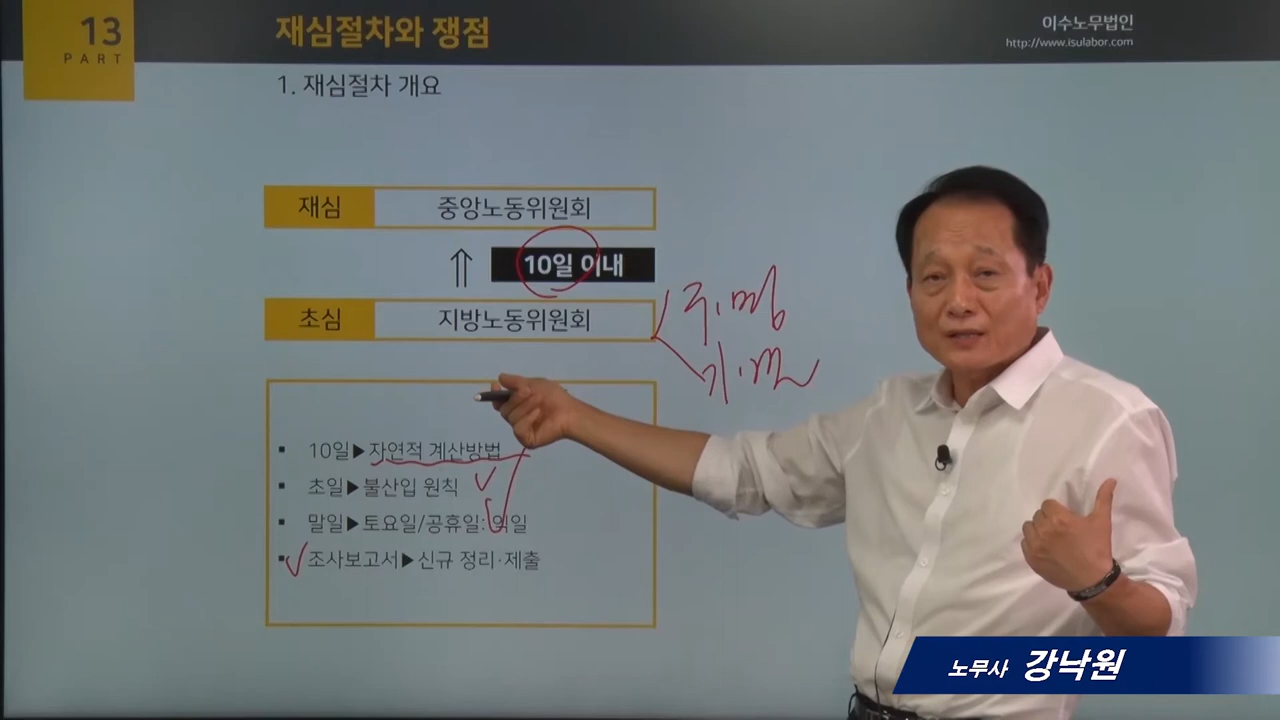 13
PART
재심절차와 쟁점
이수노무법인
http://www.isulabor.com
1. 재심절차 개요
재심 중앙노동위원회
10일 이내
초심 지방노동위원회
10일▶자연적 계산방법
초일▶불산입 원칙
말일▶토요일/공휴일: 익일
조사보고서▶신규 정리·제출
노무사 강낙원